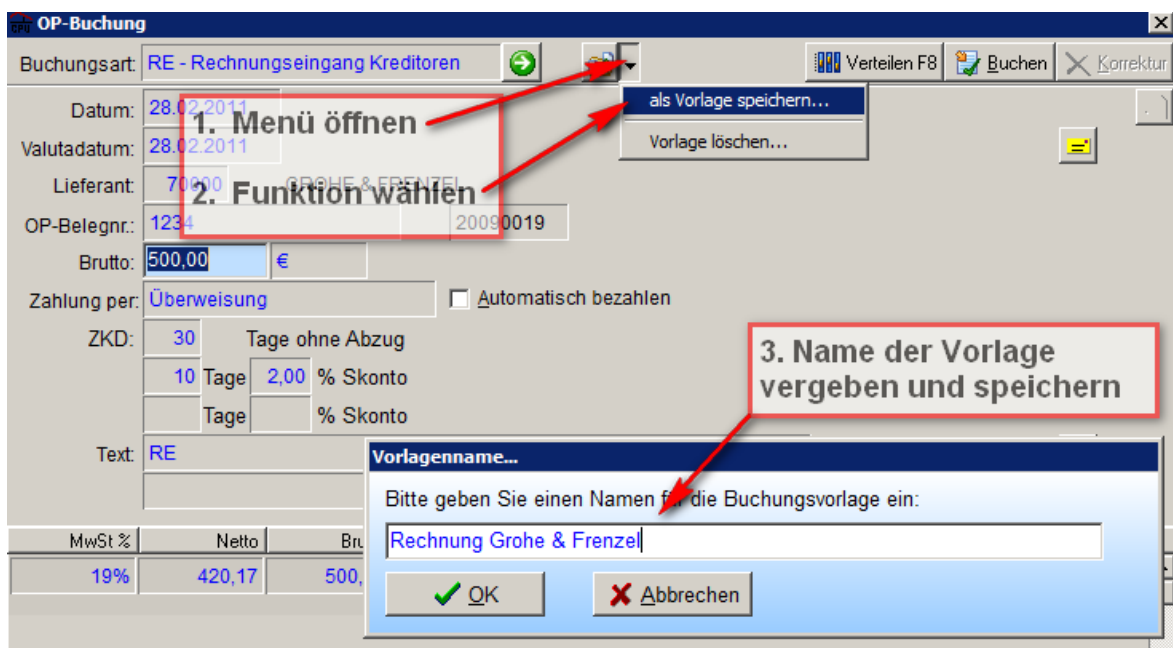 OP-Buchung
Buchungsart: RE - Rechnungseingang Kreditoren Verteilen F8 Buchen Korrektur
als Vorlage speichern...
Vorlage löschen...
Datum: 28.02.2011
1. Menü öffnen
Valutadatum: 28.02.2011
Lieferant: 70000 GROHE & FRENZEL
2. Funktion wählen
OP-Belegnr.: 1234 20090019
Brutto: 500,00 €
Zahlung per: Überweisung Automatisch bezahlen
ZKD: 30 Tage ohne Abzug
10 Tage 2,00 % Skonto
Tage % Skonto
3. Name der Vorlage
vergeben und speichern
Text: RE
Vorlagenname...
Bitte geben Sie einen Namen für die Buchungsvorlage ein:
Rechnung Grohe & Frenzel
OK Abbrechen
MwSt % Netto Bru
19% 420,17 500,